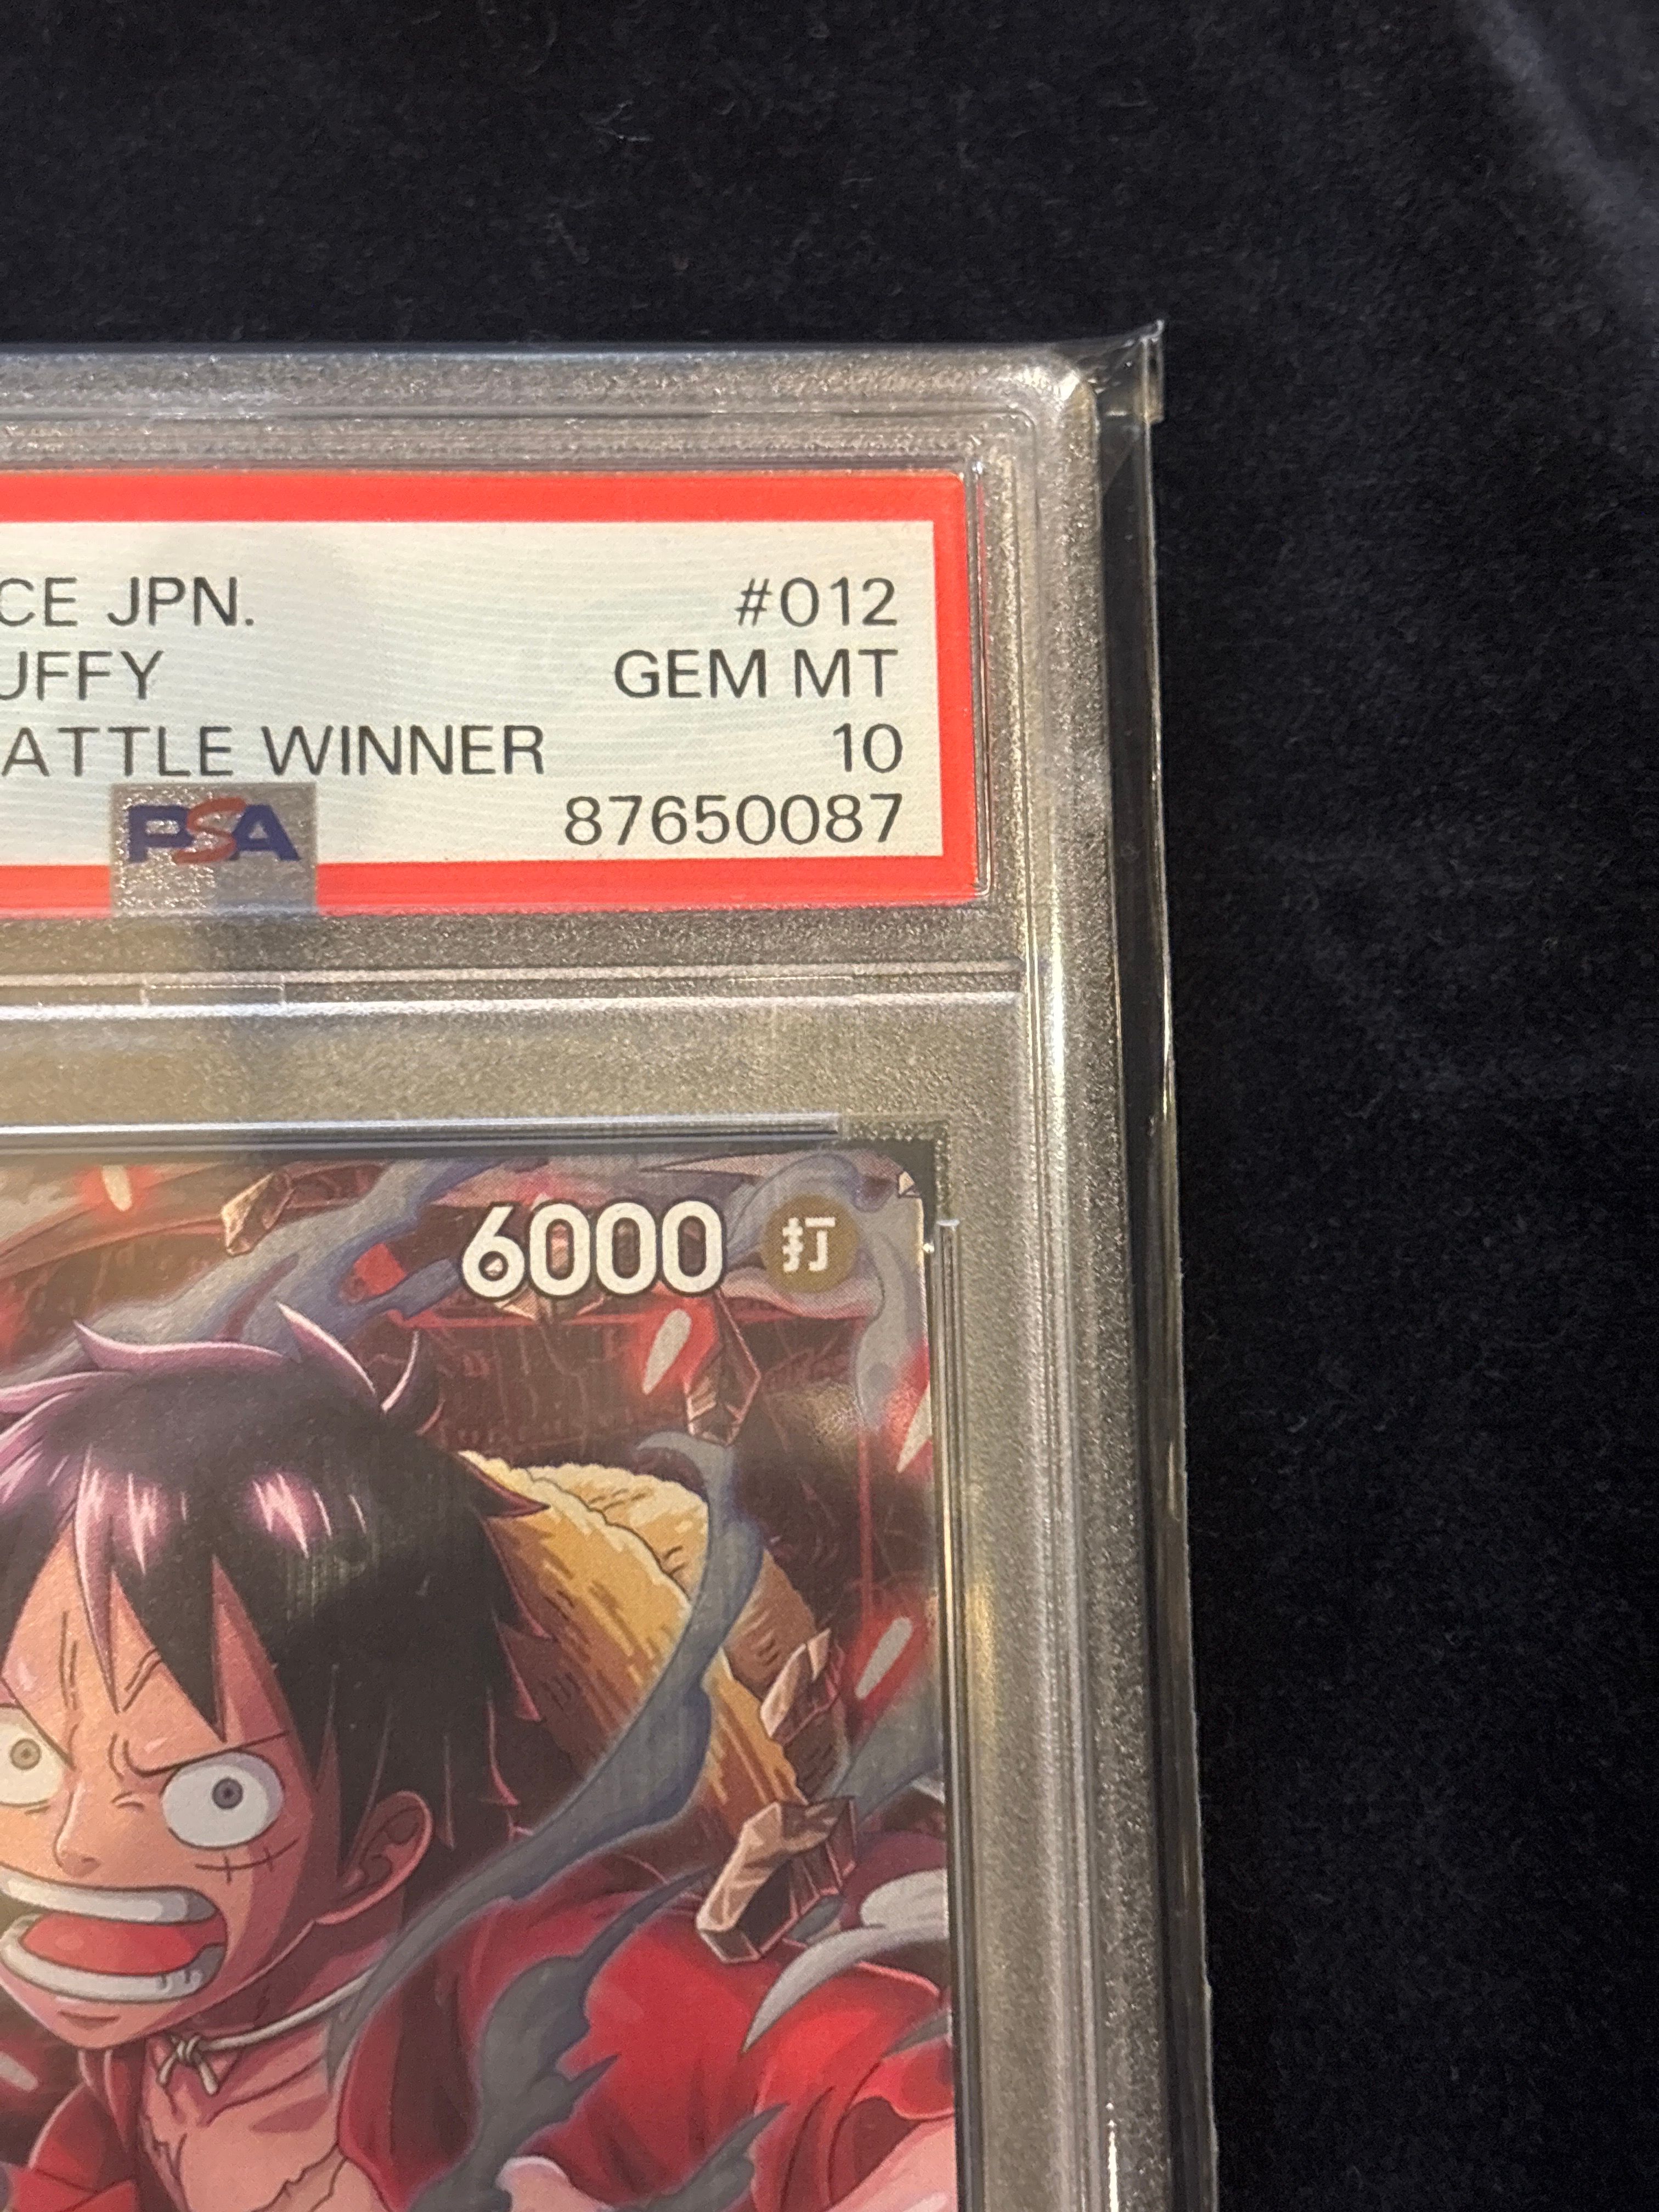 CE JPN. #012
UFFY GEM MT
ATTLE WINNER 10
PSA 87650087
6000 打